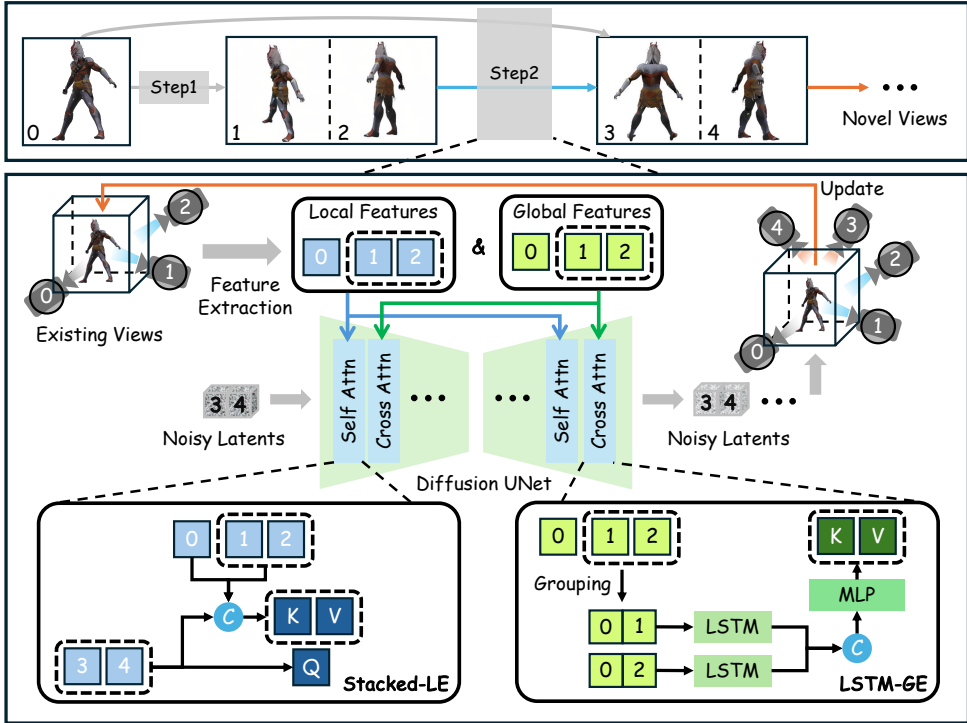 Step1
Step2
0
1
2
3
4
Novel Views
Update
Local Features
Global Features
0
1
2
&
0
1
2
2
1
0
Existing Views
Feature
Extraction
4
3
2
1
0
3 4
Noisy Latents
Self Attn
Cross Attn
Self Attn
Cross Attn
3 4
Noisy Latents
Diffusion UNet
0
1
2
C
K
V
3
4
Q
Stacked-LE
0
1
2
K
V
Grouping
MLP
0 1
LSTM
C
0 2
LSTM
LSTM-GE